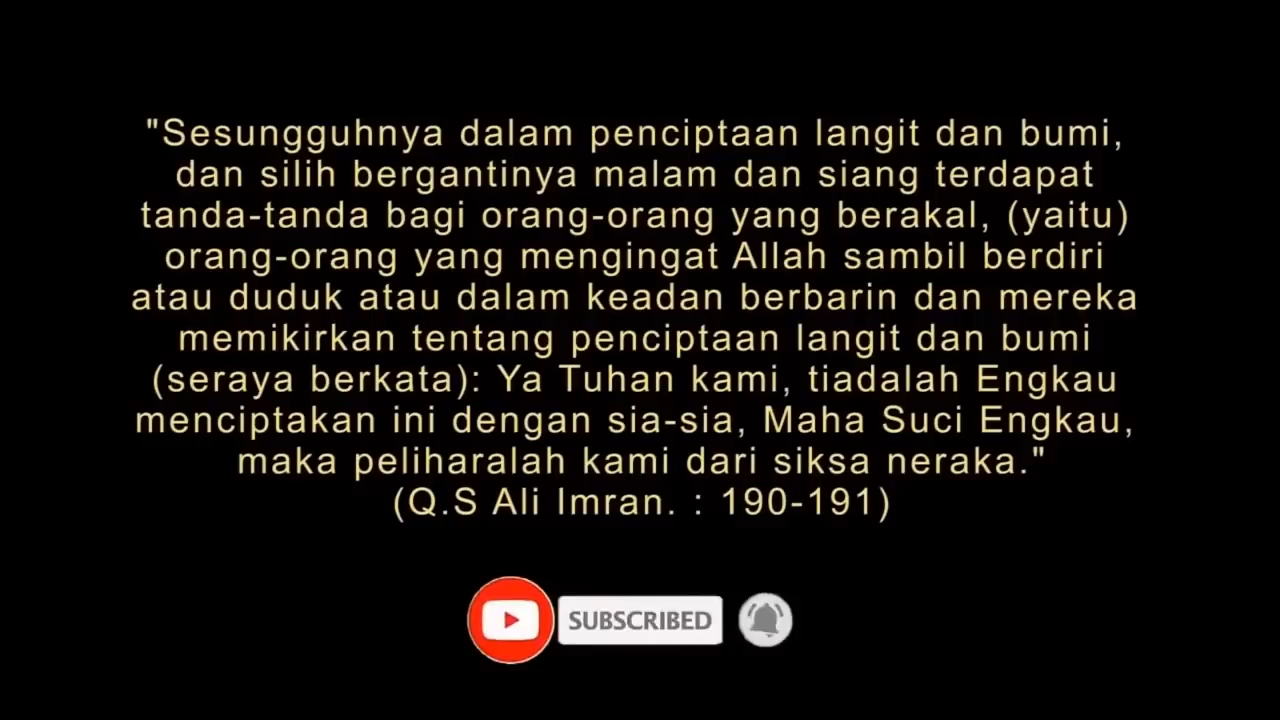 "Sesungguhnya dalam penciptaan langit dan bumi,
dan silih bergantinya malam dan siang terdapat
tanda-tanda bagi orang-orang yang berakal, (yaitu)
orang-orang yang mengingat Allah sambil berdiri
atau duduk atau dalam keadan berbarin dan mereka
memikirkan tentang penciptaan langit dan bumi
(seraya berkata): Ya Tuhan kami, tiadalah Engkau
menciptakan ini dengan sia-sia, Maha Suci Engkau,
maka peliharalah kami dari siksa neraka."
(Q.S Ali Imran. : 190-191)
SUBSCRIBED